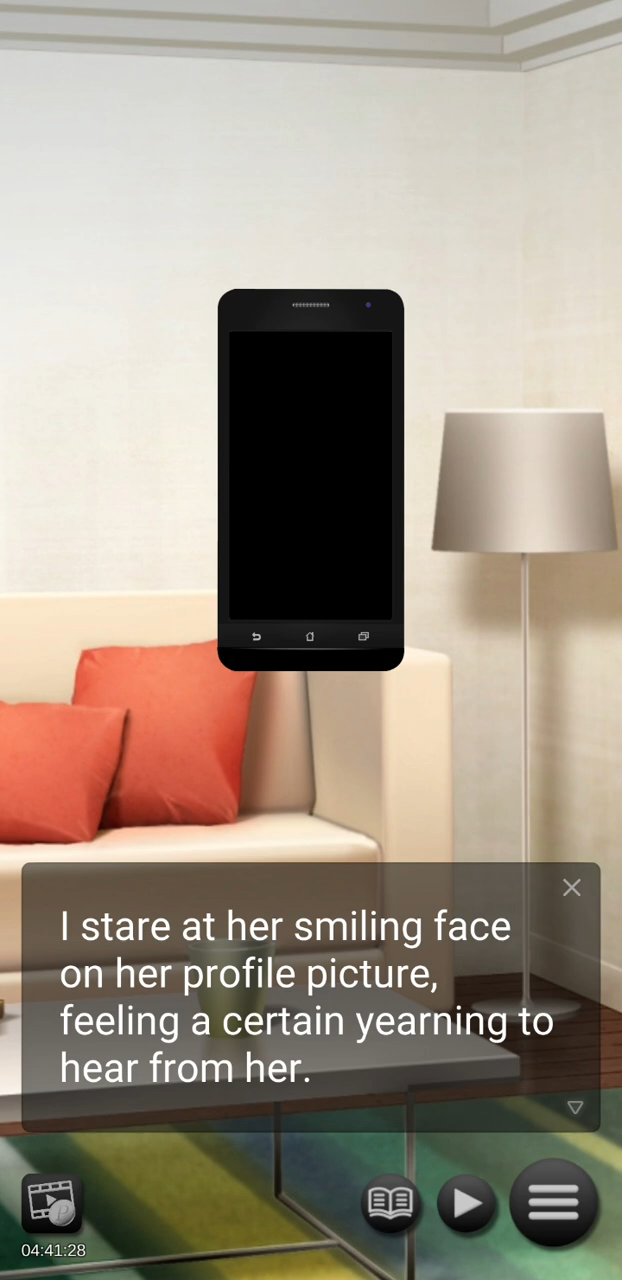 I stare at her smiling face
on her profile picture,
feeling a certain yearning to
hear from her.
04:41:28